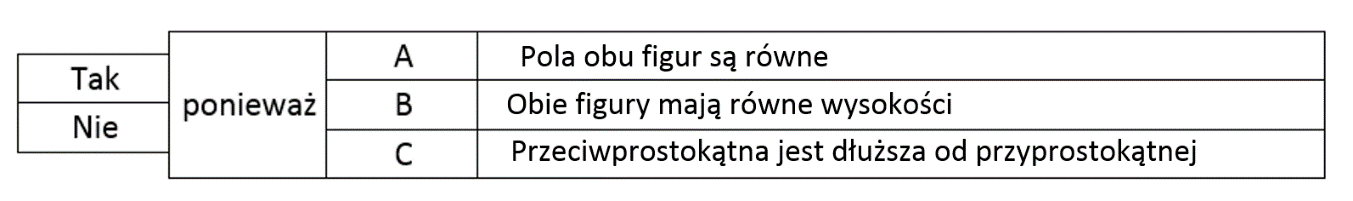 Tak
Nie
ponieważ
A Pola obu figur są równe
B Obie figury mają równe wysokości
C Przeciwprostokątna jest dłuższa od przyprostokątnej